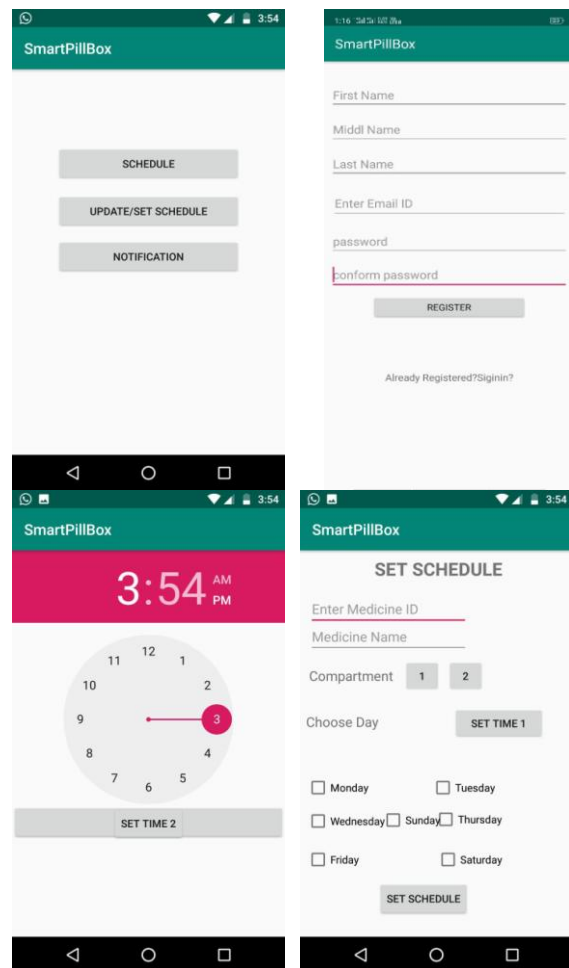 3:54
SmartPillBox
SCHEDULE
UPDATE/SET SCHEDULE
NOTIFICATION
1:16
SmartPillBox
First Name
Middl Name
Last Name
Enter Email ID
password
conform password
REGISTER
Already Registered?Siginin?
3:54
SmartPillBox
3:54 AM
PM
12
11 1
10 2
9 3
8 4
7 5
6
SET TIME 2
3:54
SmartPillBox
SET SCHEDULE
Enter Medicine ID
Medicine Name
Compartment 1 2
Choose Day SET TIME 1
Monday Tuesday
Wednesday Sunday Thursday
Friday Saturday
SET SCHEDULE